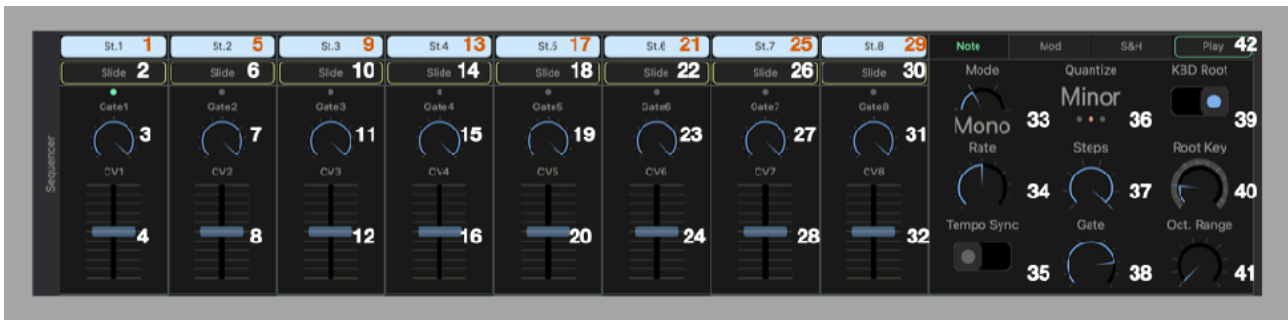 St.1 1 St.2 5 St.3 9 St.4 13 St.5 17 St.6 21 St.7 25 St.8 29 Note Mod S&H Play 42
Slide 2 Slide 6 Slide 10 Slide 14 Slide 18 Slide 22 Slide 26 Slide 30 Mode Quantize KBD Root
Gate1 Gate2 Gate3 Gate4 Gate5 Gate6 Gate7 Gate8 Minor
3 7 11 15 19 23 27 31 Mono 33 36 39
Rate Steps Root Key
CV1 CV2 CV3 CV4 CV5 CV6 CV7 CV8
34 37 40
Sequencer
4 8 12 16 20 24 28 32 Tempo Sync Gate Oct. Range
35 38 41